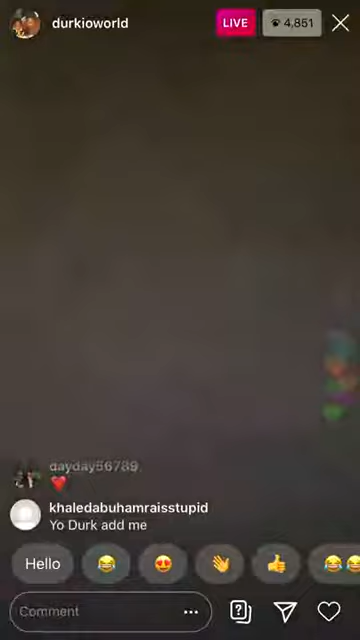 durkioworld
LIVE
4,851
dayday56789
khaledabuhamraisstupid
Yo Durk add me
Hello
Comment